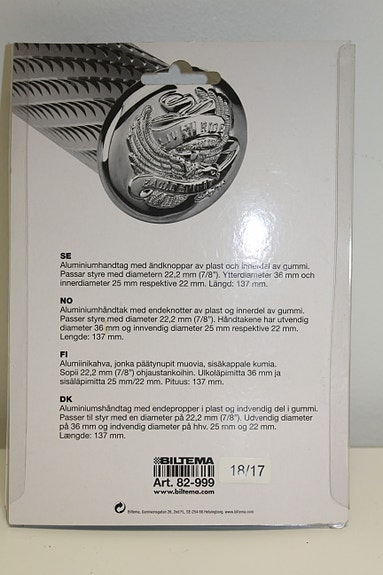 LIVE TO RIDE
SE
Aluminiumhandtag med ändknoppar av plast och innerdel av gummi.
Passar styre med diametern 22,2 mm (7/8"). Ytterdiameter 36 mm och
innerdiameter 25 mm respektive 22 mm. Längd: 137 mm.
NO
Aluminiumhåndtak med endeknotter av plast og innerdel av gummi.
Passer styre med diameter 22,2 mm (7/8"). Håndtakene har utvendig
diameter 36 mm og innvendig diameter 25 mm respektive 22 mm.
Lengde: 137 mm.
FI
Alumiinikahva, jonka päätynupit muovia, sisäkappale kumia.
Sopii 22,2 mm (7/8") ohjaustankoihin. Ulkoläpimitta 36 mm ja
sisäläpimitta 25 mm/22 mm. Pituus: 137 mm.
DK
Aluminiumshåndtag med endepropper i plast og indvendig del i gummi.
Passer til styr med en diameter på 22,2 mm (7/8"). Udvendig diameter
på 36 mm og indvendig diameter på hhv. 25 mm og 22 mm.
Længde: 137 mm.
BILTEMA
Art. 82-999
www.biltema.com
18/17